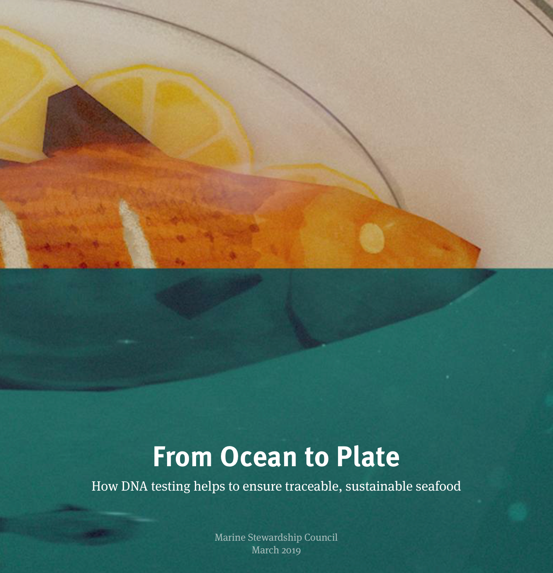 From Ocean to Plate
How DNA testing helps to ensure traceable, sustainable seafood
Marine Stewardship Council
March 2019